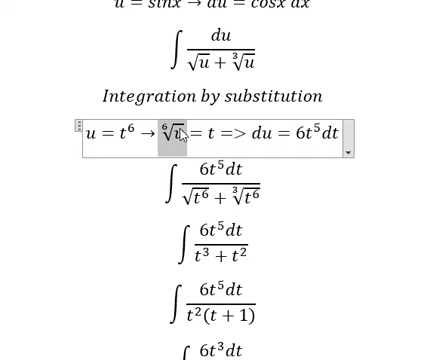 u = sinx → du = cosx dx
∫ du / (√u + ∛u)
Integration by substitution
u = t⁶ → ⁶√u = t => du = 6t⁵dt
∫ 6t⁵dt / (√t⁶ + ∛t⁶)
∫ 6t⁵dt / (t³ + t²)
∫ 6t⁵dt / (t²(t + 1))
∫ 6t³dt